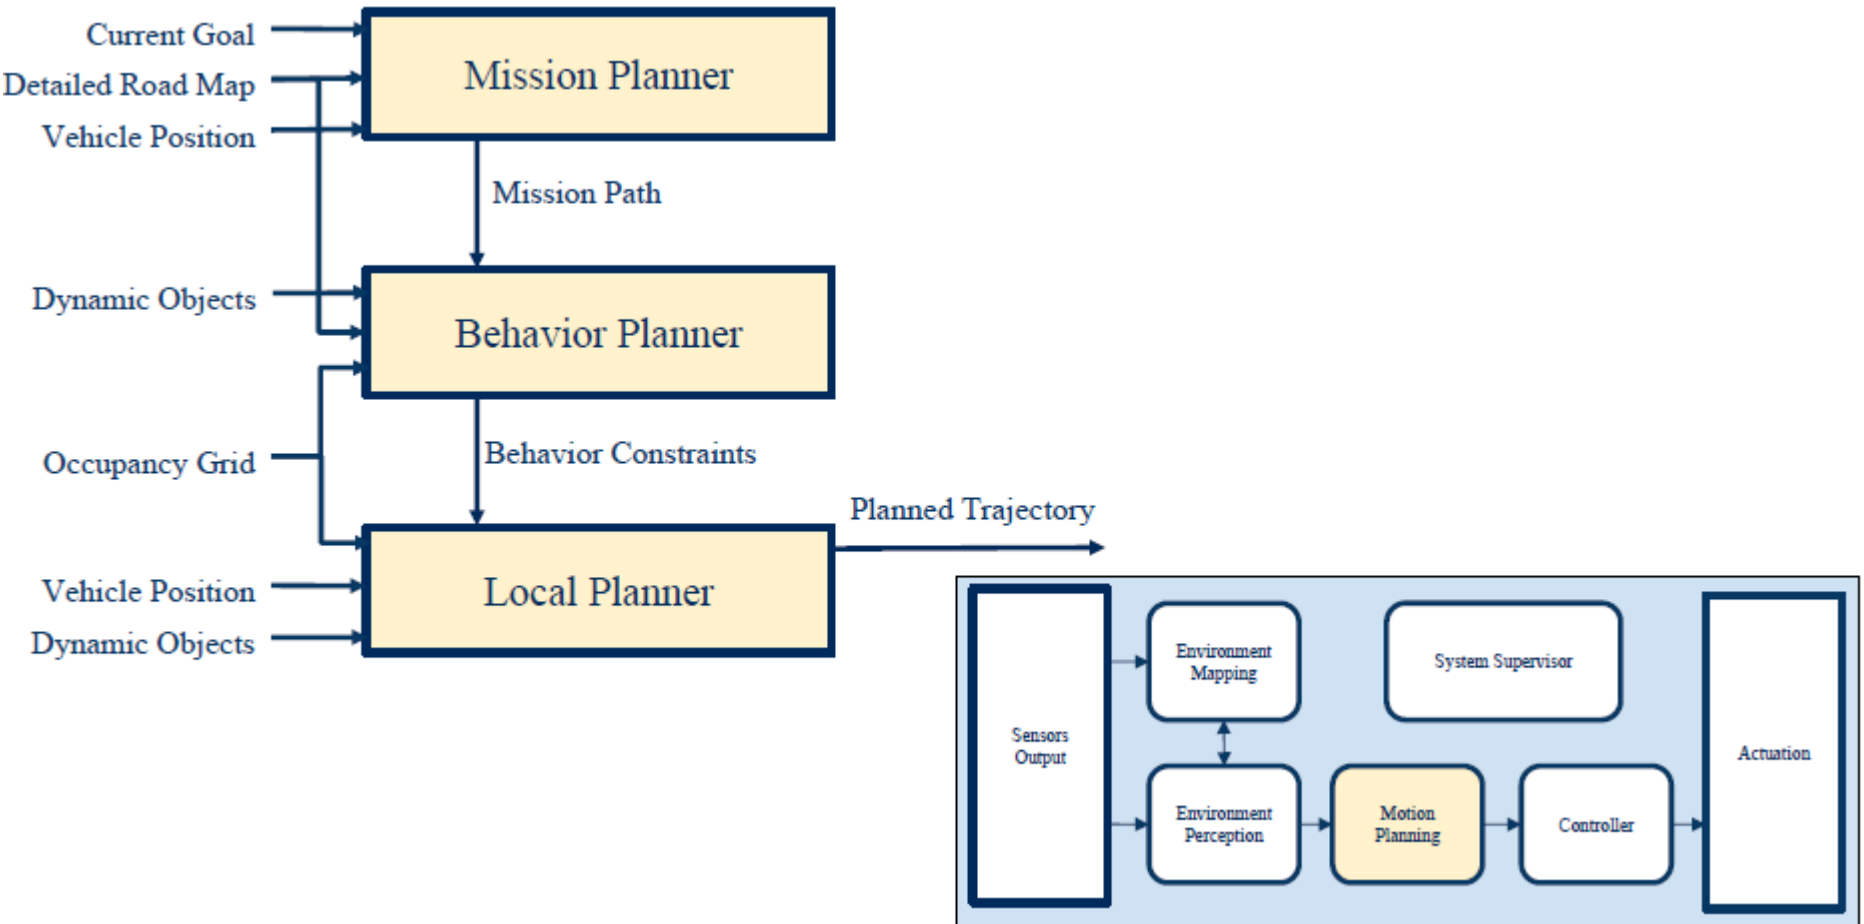 Current Goal
Detailed Road Map
Vehicle Position
Mission Planner
Mission Path
Dynamic Objects
Behavior Planner
Occupancy Grid
Behavior Constraints
Planned Trajectory
Vehicle Position
Dynamic Objects
Local Planner
Sensors
Output
Environment
Mapping
System Supervisor
Environment
Perception
Motion
Planning
Controller
Actuation